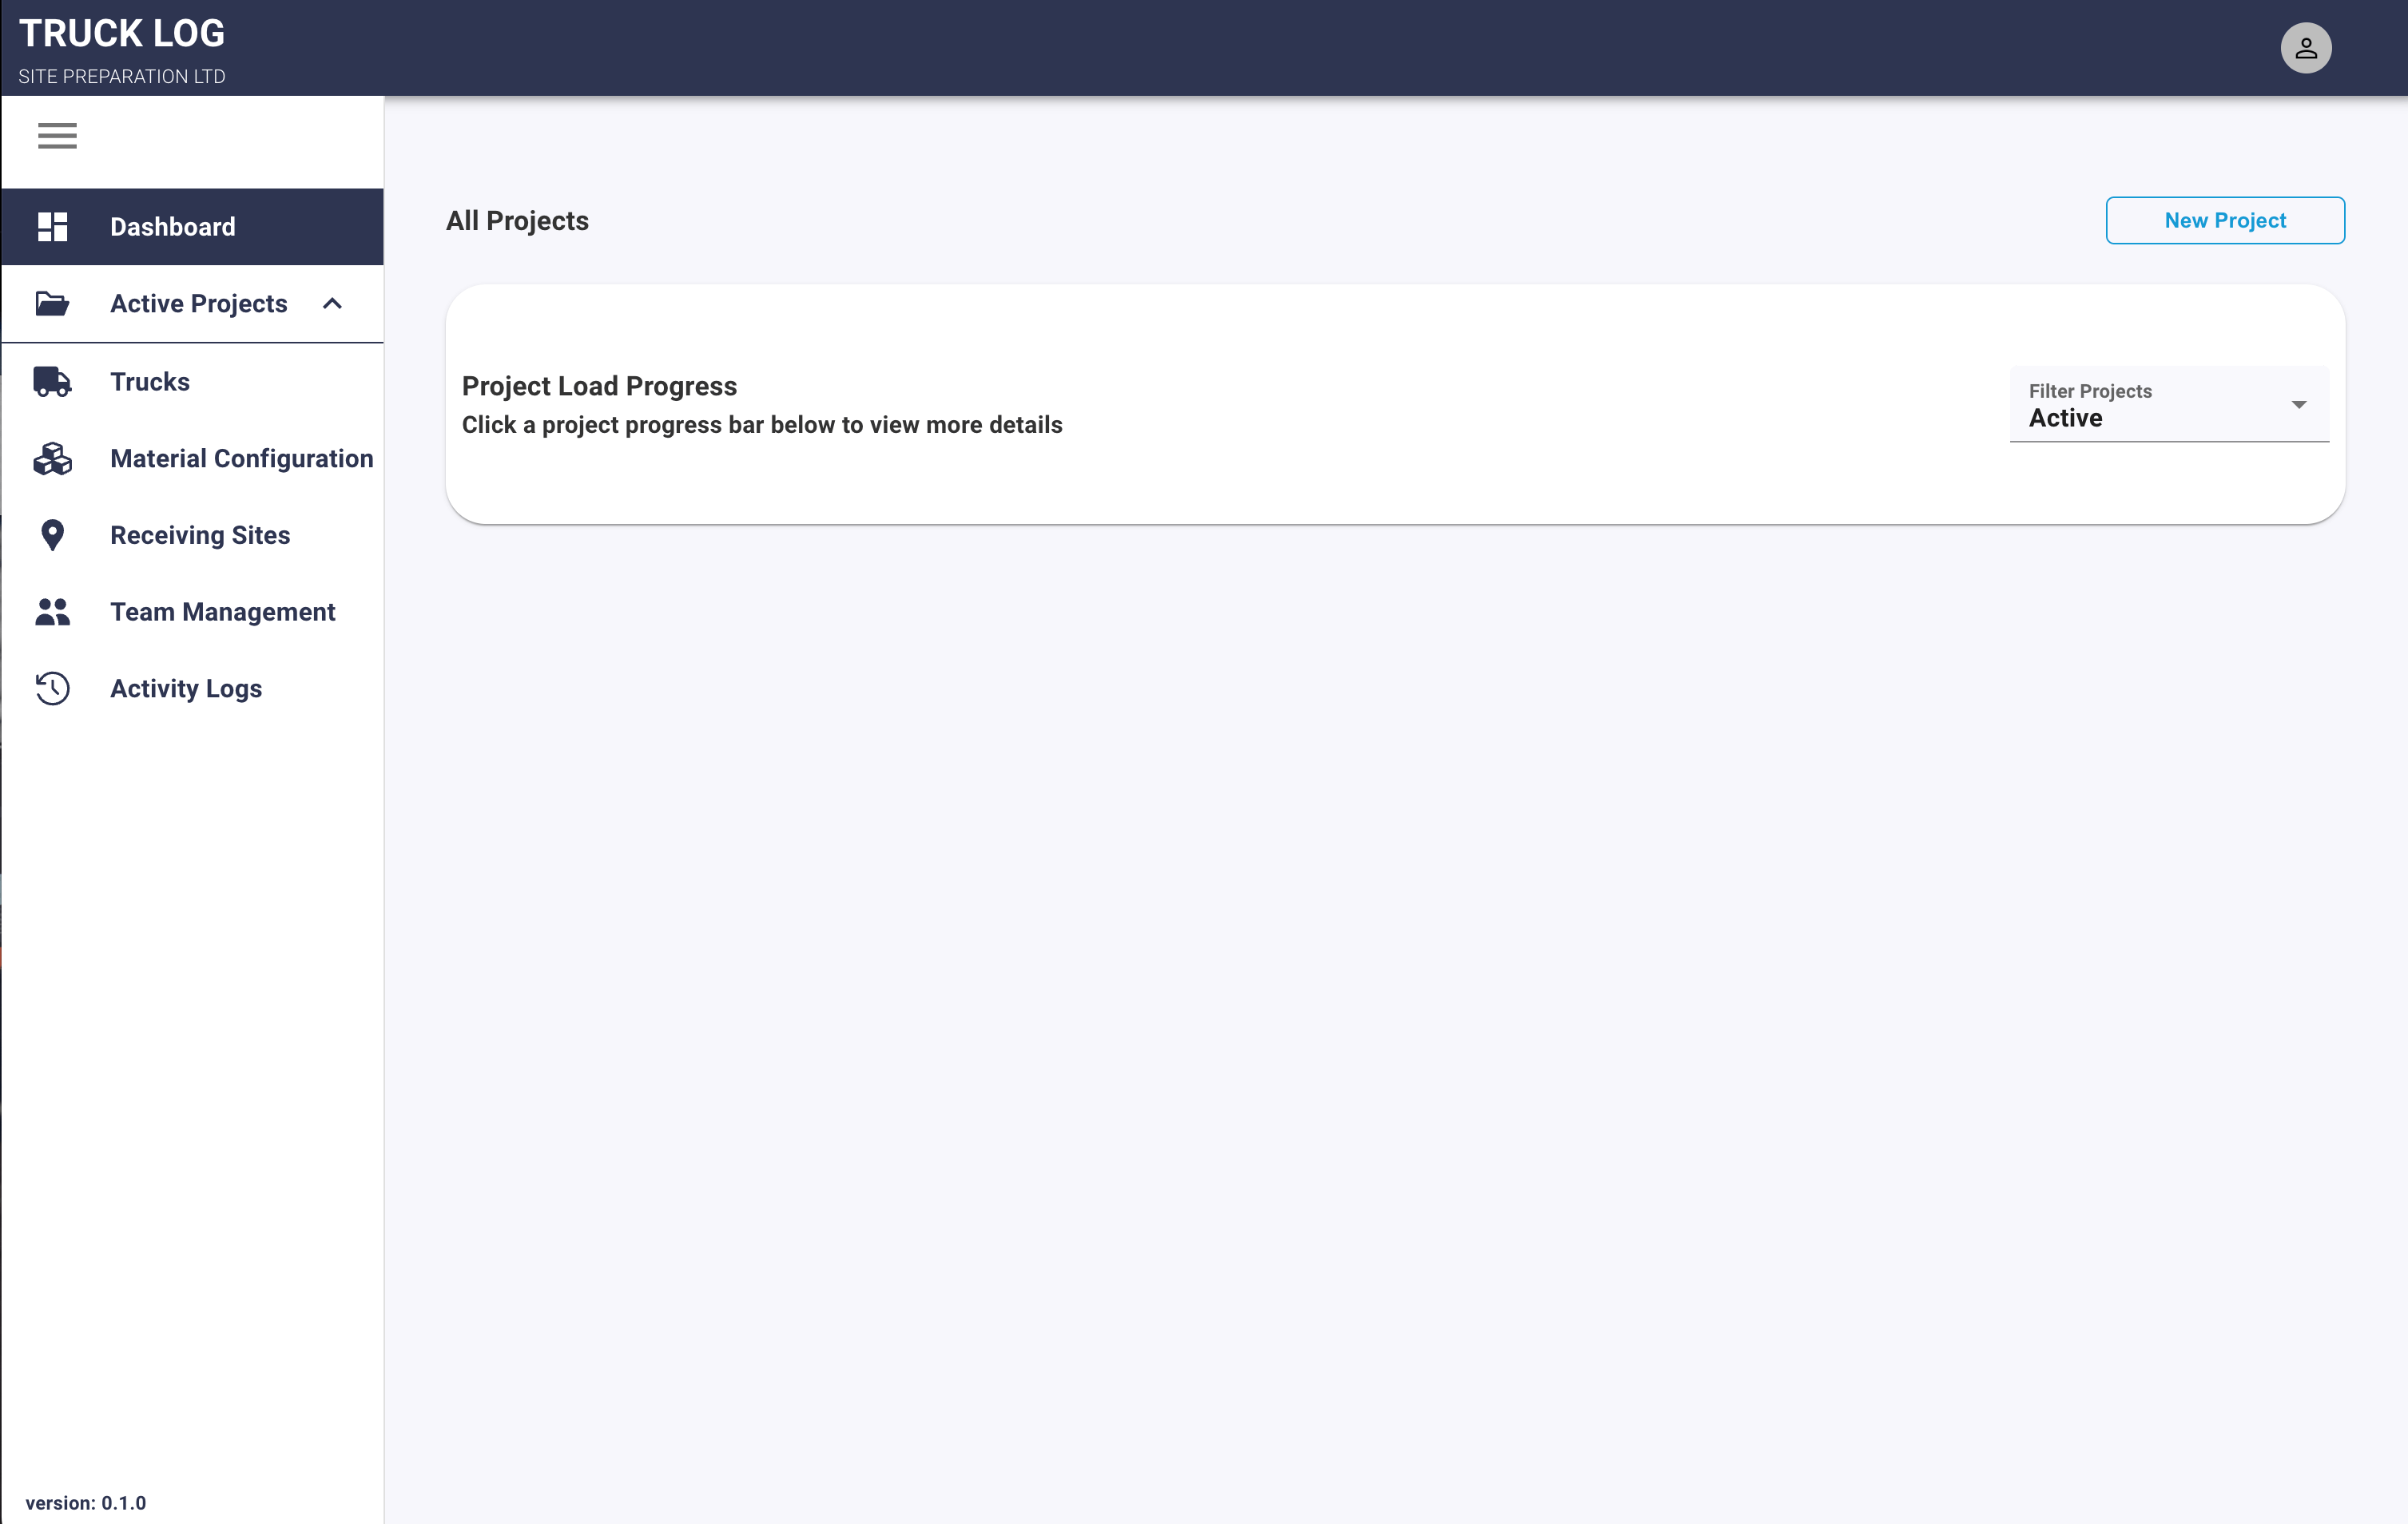 TRUCK LOG
SITE PREPARATION LTD
Dashboard
Active Projects
Trucks
Material Configuration
Receiving Sites
Team Management
Activity Logs
version: 0.1.0
All Projects
New Project
Project Load Progress
Click a project progress bar below to view more details
Filter Projects
Active